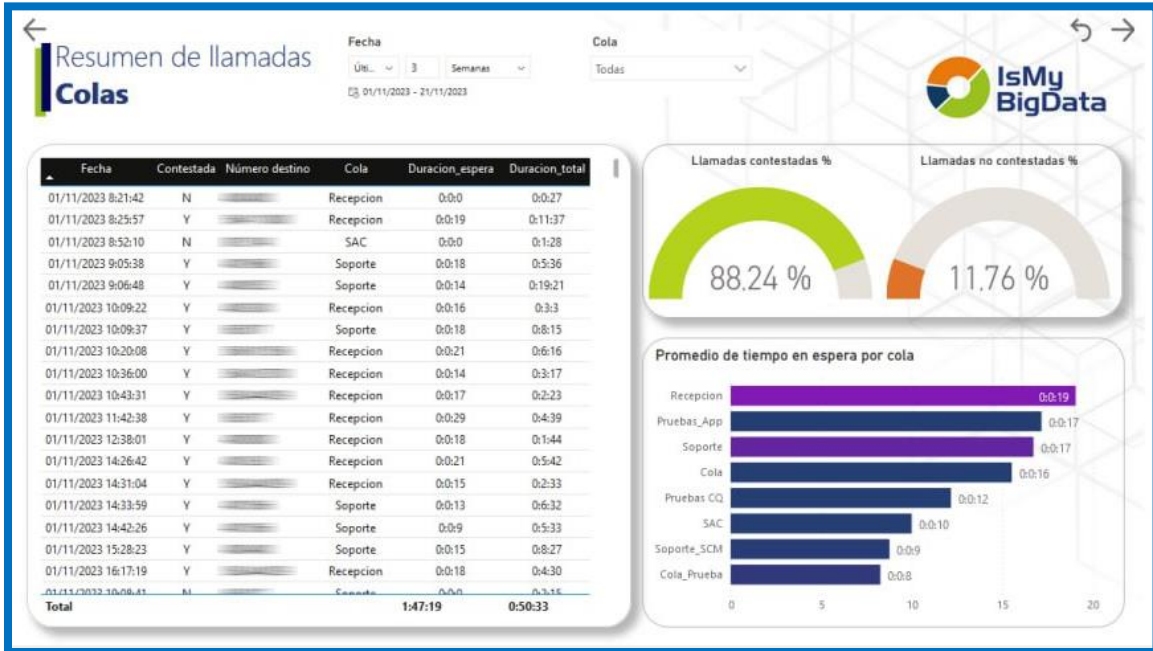 Resumen de llamadas
Colas
Fecha
Últi... 3 Semanas
01/11/2023 - 21/11/2023
Cola
Todas
IsMy
BigData
Fecha Contestada Número destino Cola Duracion_espera Duracion_total
01/11/2023 8:21:42 N Recepcion 0:0:0 0:0:27
01/11/2023 8:25:57 Y Recepcion 0:0:19 0:11:37
01/11/2023 8:52:10 N SAC 0:0:0 0:1:28
01/11/2023 9:05:38 Y Soporte 0:0:18 0:5:36
01/11/2023 9:06:48 Y Soporte 0:0:14 0:19:21
01/11/2023 10:09:22 Y Recepcion 0:0:16 0:3:3
01/11/2023 10:09:37 Y Soporte 0:0:18 0:8:15
01/11/2023 10:20:08 Y Recepcion 0:0:21 0:6:16
01/11/2023 10:36:00 Y Recepcion 0:0:14 0:3:17
01/11/2023 10:43:31 Y Recepcion 0:0:17 0:2:23
01/11/2023 11:42:38 Y Recepcion 0:0:29 0:4:39
01/11/2023 12:38:01 Y Recepcion 0:0:18 0:1:44
01/11/2023 14:26:42 Y Recepcion 0:0:21 0:5:42
01/11/2023 14:31:04 Y Recepcion 0:0:15 0:2:33
01/11/2023 14:33:59 Y Soporte 0:0:13 0:6:32
01/11/2023 14:42:26 Y Soporte 0:0:9 0:5:33
01/11/2023 15:28:23 Y Soporte 0:0:15 0:8:27
01/11/2023 16:17:19 Y Recepcion 0:0:18 0:4:30
01/11/2023 19:08:41 N Soporte 0:0:0 0:2:15
Total 1:47:19 0:50:33
Llamadas contestadas %
88,24 %
Llamadas no contestadas %
11,76 %
Promedio de tiempo en espera por cola
Recepcion 0:0:19
Pruebas_App 0:0:17
Soporte 0:0:17
Cola 0:0:16
Pruebas CQ 0:0:12
SAC 0:0:10
Soporte_SCM 0:0:9
Cola_Prueba 0:0:8
0 5 10 15 20